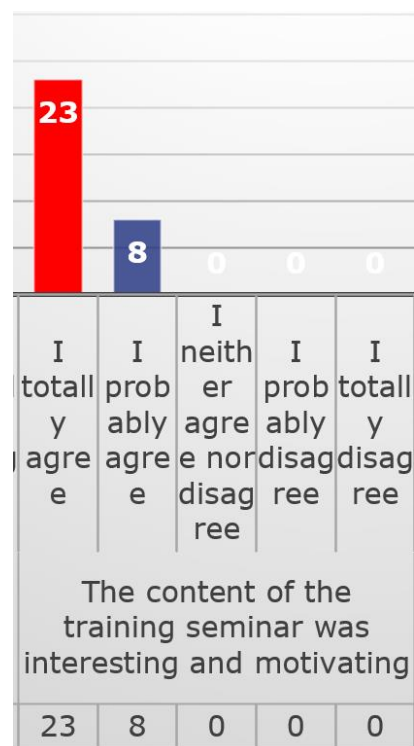 23
8
0
0
0
I
totall
y
agre
e
I
prob
ably
agre
e
I
neith
er
agre
e nor
disag
ree
I
prob
ably
disag
ree
I
totall
y
disag
ree
The content of the
training seminar was
interesting and motivating
23
8
0
0
0